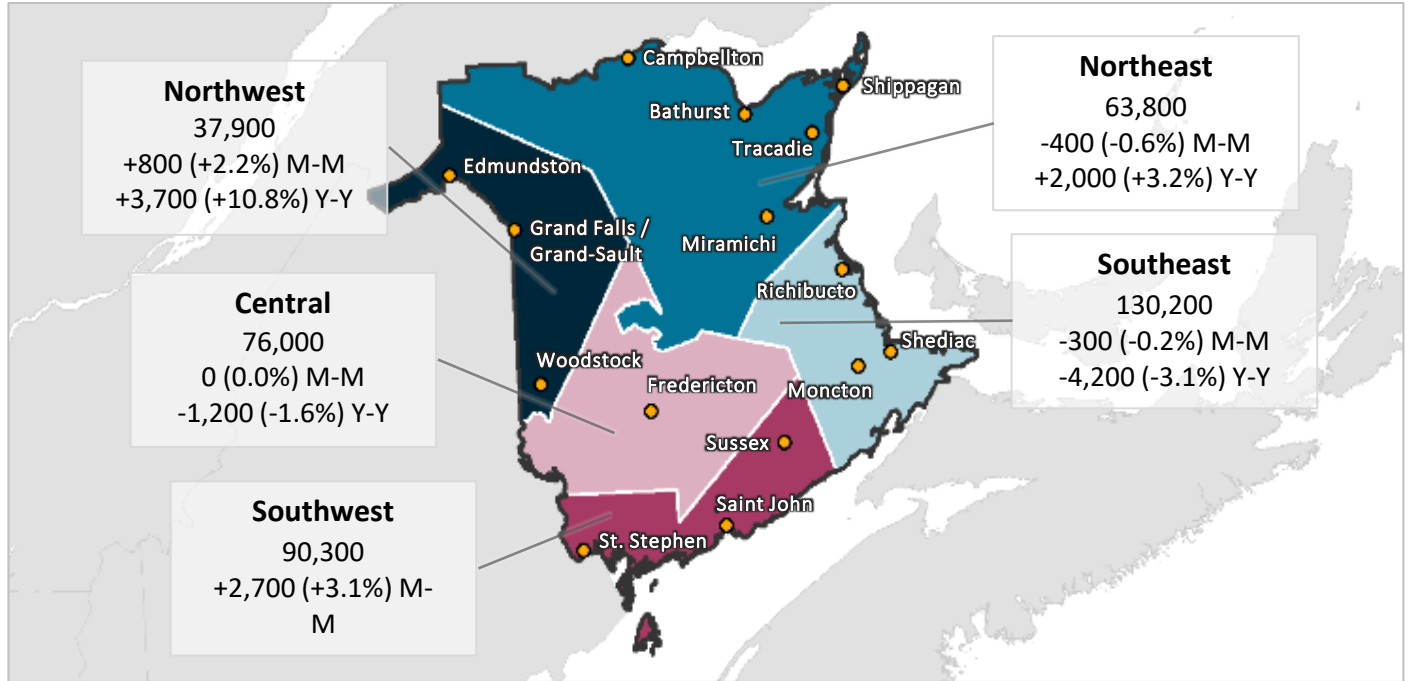 Northwest
37,900
+800 (+2.2%) M-M
+3,700 (+10.8%) Y-Y
Central
76,000
0 (0.0%) M-M
-1,200 (-1.6%) Y-Y
Southwest
90,300
+2,700 (+3.1%) M-
M
Campbellton
Bathurst
Shippagan
Tracadie
Edmundston
Grand Falls /
Grand-Sault
Miramichi
Richibucto
Shediac
Woodstock
Fredericton
Moncton
Sussex
Saint John
St. Stephen
Northeast
63,800
-400 (-0.6%) M-M
+2,000 (+3.2%) Y-Y
Southeast
130,200
-300 (-0.2%) M-M
-4,200 (-3.1%) Y-Y